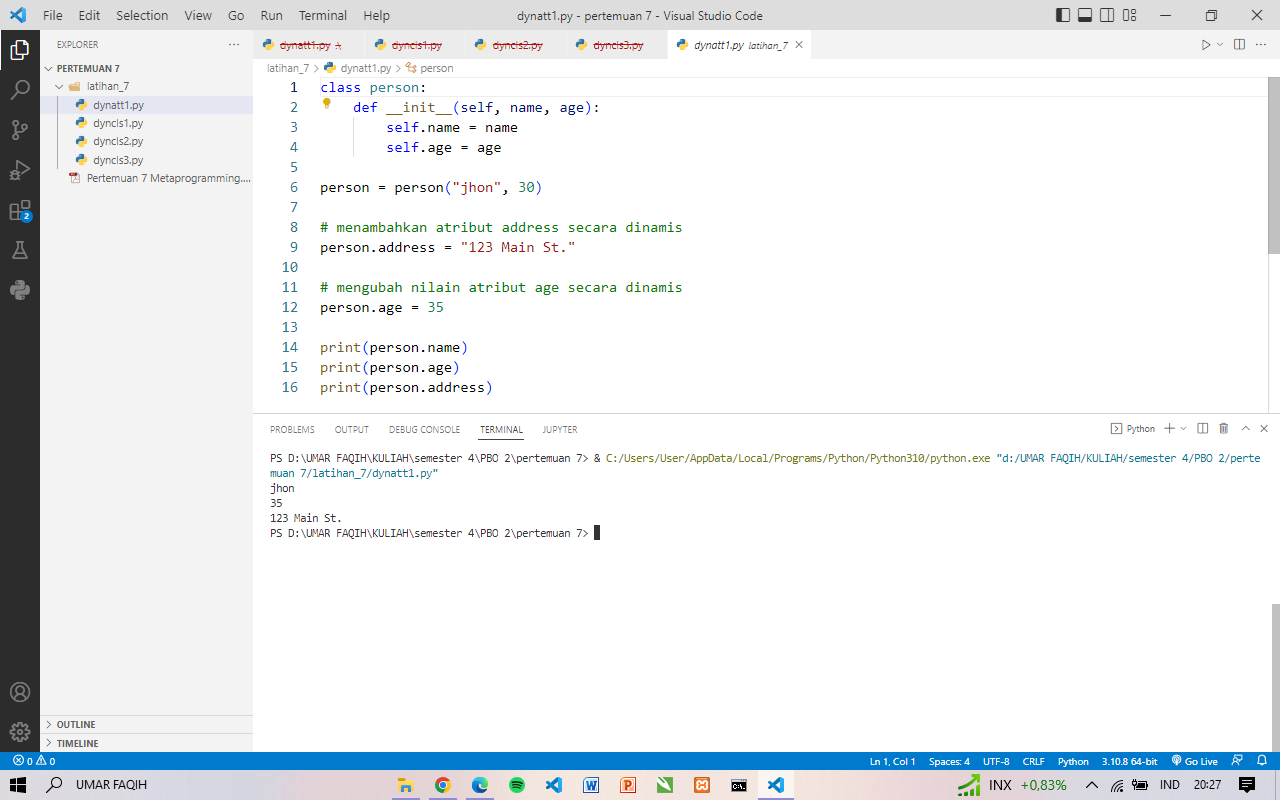 File Edit Selection View Go Run Terminal Help
dynatt1.py - pertemuan 7 - Visual Studio Code
EXPLORER
PERTEMUAN 7
latihan_7
dynatt1.py
dyncls1.py
dyncls2.py
dyncls3.py
Pertemuan 7 Metaprogramming....
2
OUTLINE
TIMELINE
dynatt1.py .\ dyncls1.py dyncls2.py dyncls3.py dynatt1.py latihan_7
latihan_7 > dynatt1.py > person
1 class person:
2 def __init__(self, name, age):
3 self.name = name
4 self.age = age
5
6 person = person("jhon", 30)
7
8 # menambahkan atribut address secara dinamis
9 person.address = "123 Main St."
10
11 # mengubah nilain atribut age secara dinamis
12 person.age = 35
13
14 print(person.name)
15 print(person.age)
16 print(person.address)
PROBLEMS OUTPUT DEBUG CONSOLE TERMINAL JUPYTER
Python
PS D:\UMAR FAQIH\KULIAH\semester 4\PBO 2\pertemuan 7> & C:/Users/User/AppData/Local/Programs/Python/Python310/python.exe "d:/UMAR FAQIH/KULIAH/semester 4/PBO 2/perte
muan 7/latihan_7/dynatt1.py"
jhon
35
123 Main St.
PS D:\UMAR FAQIH\KULIAH\semester 4\PBO 2\pertemuan 7>
0 0 Ln 1, Col 1 Spaces: 4 UTF-8 CRLF Python 3.10.8 64-bit Go Live
UMAR FAQIH INX +0,83% IND 20:27